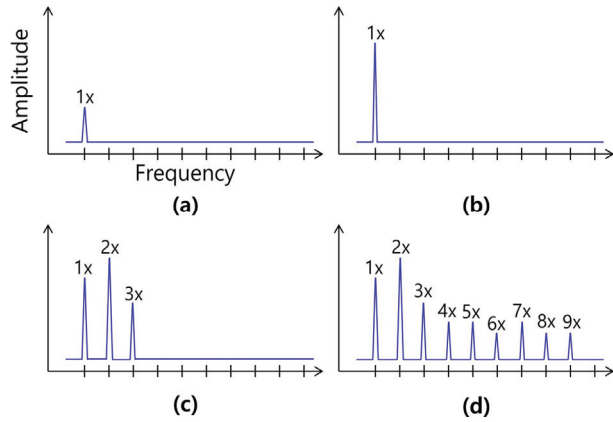 Amplitude
1x
Frequency
(a)
1x
(b)
1x
2x
3x
(c)
1x
2x
3x
4x
5x
6x
7x
8x
9x
(d)